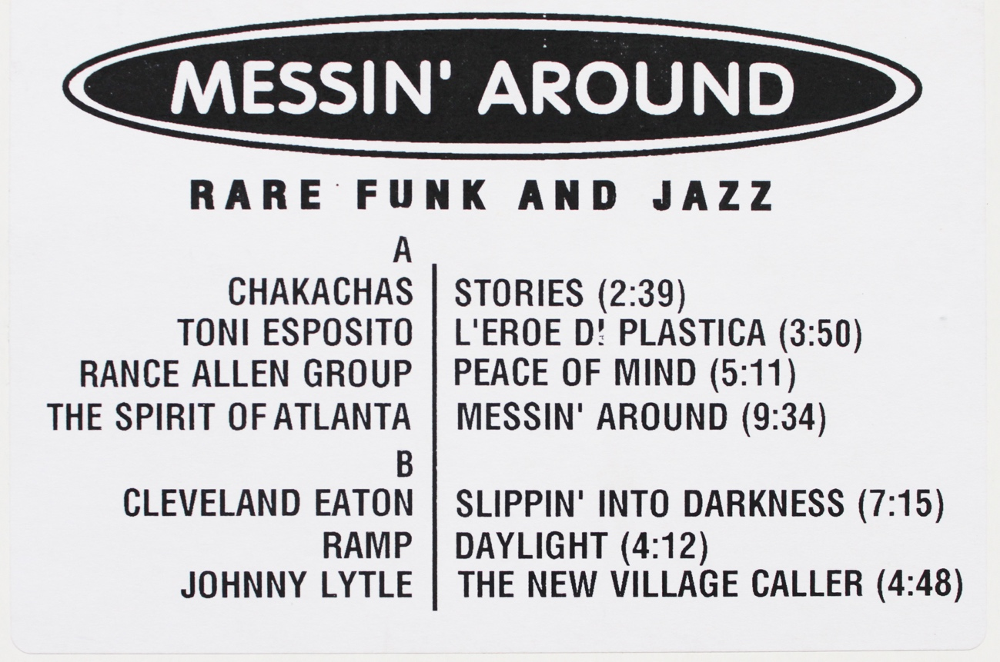 MESSIN' AROUND
RARE FUNK AND JAZZ
A
CHAKACHAS STORIES (2:39)
TONI ESPOSITO L'EROE D! PLASTICA (3:50)
RANCE ALLEN GROUP PEACE OF MIND (5:11)
THE SPIRIT OF ATLANTA MESSIN' AROUND (9:34)
B
CLEVELAND EATON SLIPPIN' INTO DARKNESS (7:15)
RAMP DAYLIGHT (4:12)
JOHNNY LYTLE THE NEW VILLAGE CALLER (4:48)